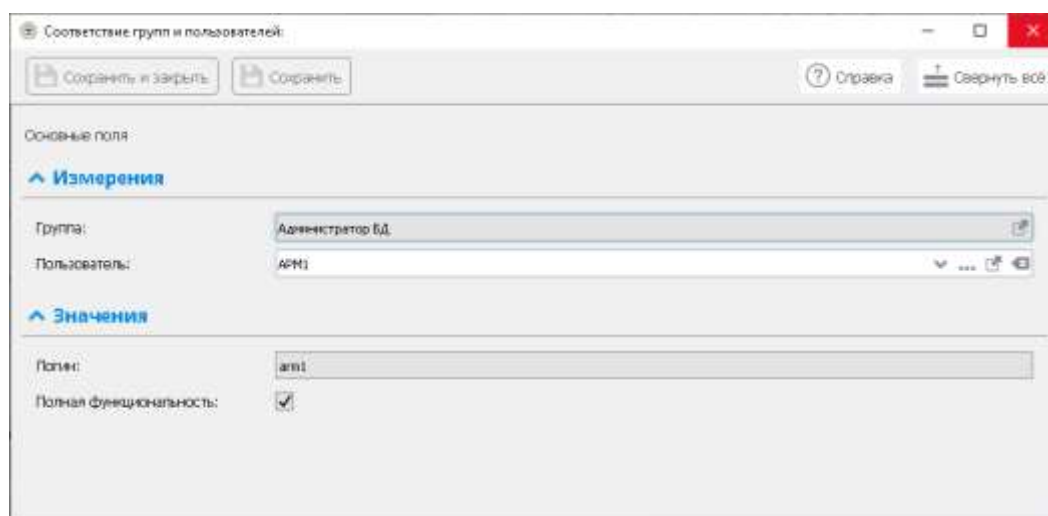 Соответствие групп и пользователей:
Сохранить и закрыть Сохранить Справка Свернуть всё
Основные поля
Измерения
Группа: Администратор БД
Пользователь: АРМ1
Значения
Логин: arm1
Полная функциональность: